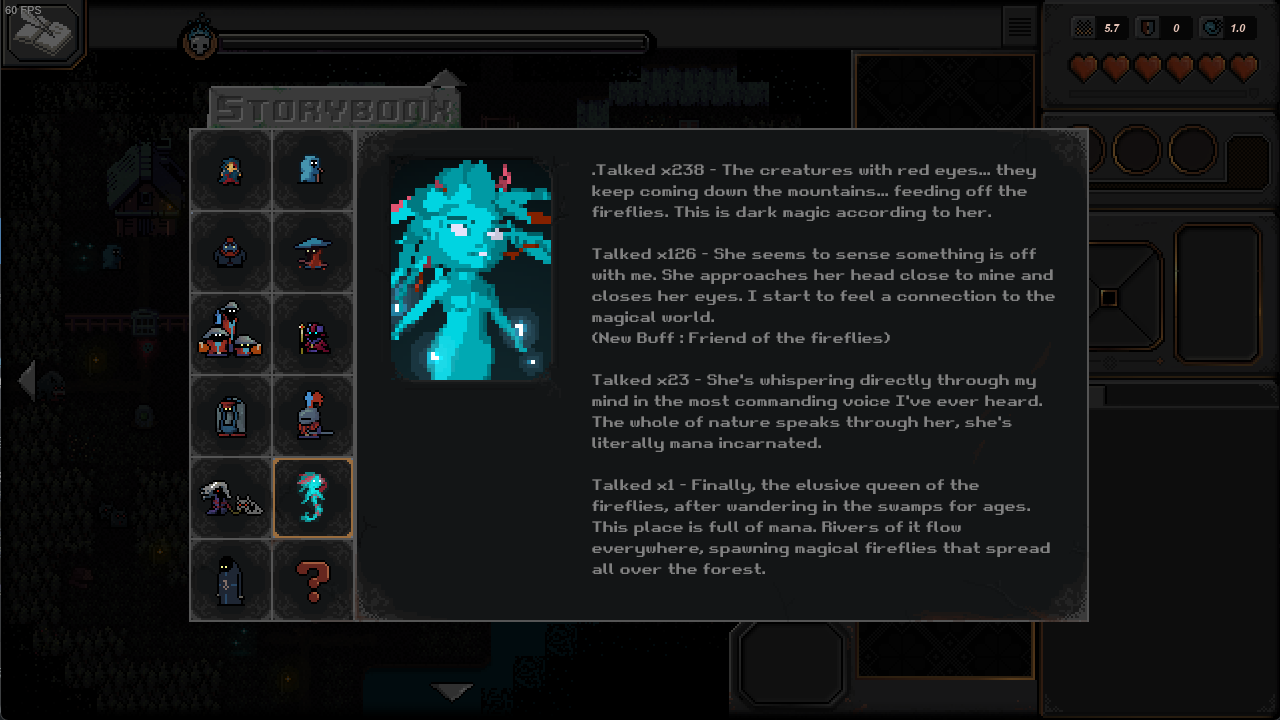 60 FPS
5.7
0
1.0
STORYBOOK
.Talked x238 - The creatures with red eyes... they
keep coming down the mountains... feeding off the
fireflies. This is dark magic according to her.
Talked x126 - She seems to sense something is off
with me. She approaches her head close to mine and
closes her eyes. I start to feel a connection to the
magical world.
(New Buff : Friend of the fireflies)
Talked x23 - She's whispering directly through my
mind in the most commanding voice I've ever heard.
The whole of nature speaks through her, she's
literally mana incarnated.
Talked x1 - Finally, the elusive queen of the
fireflies, after wandering in the swamps for ages.
This place is full of mana. Rivers of it flow
everywhere, spawning magical fireflies that spread
all over the forest.
?